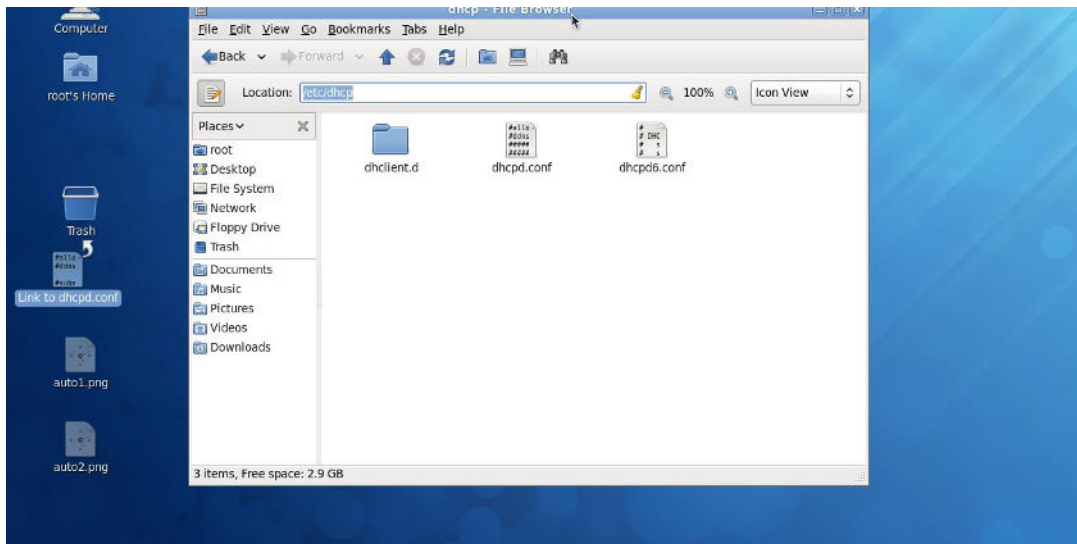 Computer
root's Home
Trash
Link to dhcpd.conf
auto1.png
auto2.png
dhcp - File Browser
File Edit View Go Bookmarks Tabs Help
Back Forward
Location: /etc/dhcp 100% Icon View
Places
root
Desktop
File System
Network
Floppy Drive
Trash
Documents
Music
Pictures
Videos
Downloads
dhclient.d dhcpd.conf dhcpd6.conf
3 items, Free space: 2.9 GB